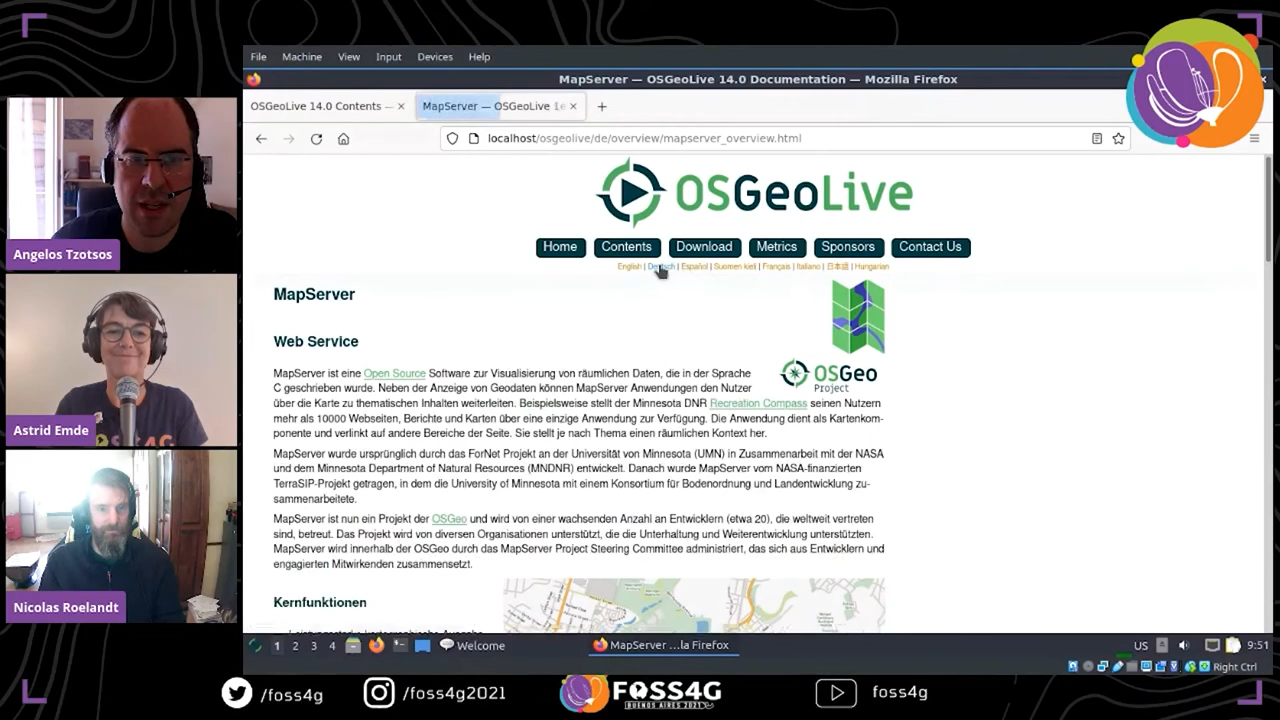 File Machine View Input Devices Help
MapServer — OSGeoLive 14.0 Documentation — Mozilla Firefox
OSGeoLive 14.0 Contents —
MapServer — OSGeoLive
localhost/osgeolive/de/overview/mapserver_overview.html
OSGeoLive
Home Contents Download Metrics Sponsors Contact Us
English | Deutsch | Español | Suomen kieli | Français | Italiano | 日本語 | Hungarian
MapServer
Web Service
OSGeo
Project
MapServer ist eine Open Source Software zur Visualisierung von räumlichen Daten, die in der Sprache
C geschrieben wurde. Neben der Anzeige von Geodaten können MapServer Anwendungen den Nutzer
über die Karte zu thematischen Inhalten weiterleiten. Beispielsweise stellt der Minnesota DNR Recreation Compass seinen Nutzern
mehr als 10000 Webseiten, Berichte und Karten über eine einzige Anwendung zur Verfügung. Die Anwendung dient als Kartenkom-
ponente und verlinkt auf andere Bereiche der Seite. Sie stellt je nach Thema einen räumlichen Kontext her.
MapServer wurde ursprünglich durch das ForNet Projekt an der Universität von Minnesota (UMN) in Zusammenarbeit mit der NASA
und dem Minnesota Department of Natural Resources (MNDNR) entwickelt. Danach wurde MapServer vom NASA-finanzierten
TerraSIP-Projekt getragen, in dem die University of Minnesota mit einem Konsortium für Bodenordnung und Landentwicklung zu-
sammenarbeitete.
MapServer ist nun ein Projekt der OSGeo und wird von einer wachsenden Anzahl an Entwicklern (etwa 20), die weltweit vertreten
sind, betreut. Das Projekt wird von diversen Organisationen unterstützt, die die Unterhaltung und Weiterentwicklung unterstützten.
MapServer wird innerhalb der OSGeo durch das MapServer Project Steering Committee administriert, das sich aus Entwicklern und
engagierten Mitwirkenden zusammensetzt.
Kernfunktionen
1 2 3 4 Welcome MapServer ...la Firefox US 9:51
Right Ctrl
Angelos Tzotsos
Astrid Emde
FOSS4G
Nicolas Roelandt
/foss4g /foss4g2021 FOSS4G foss4g
BUENOS AIRES 2021